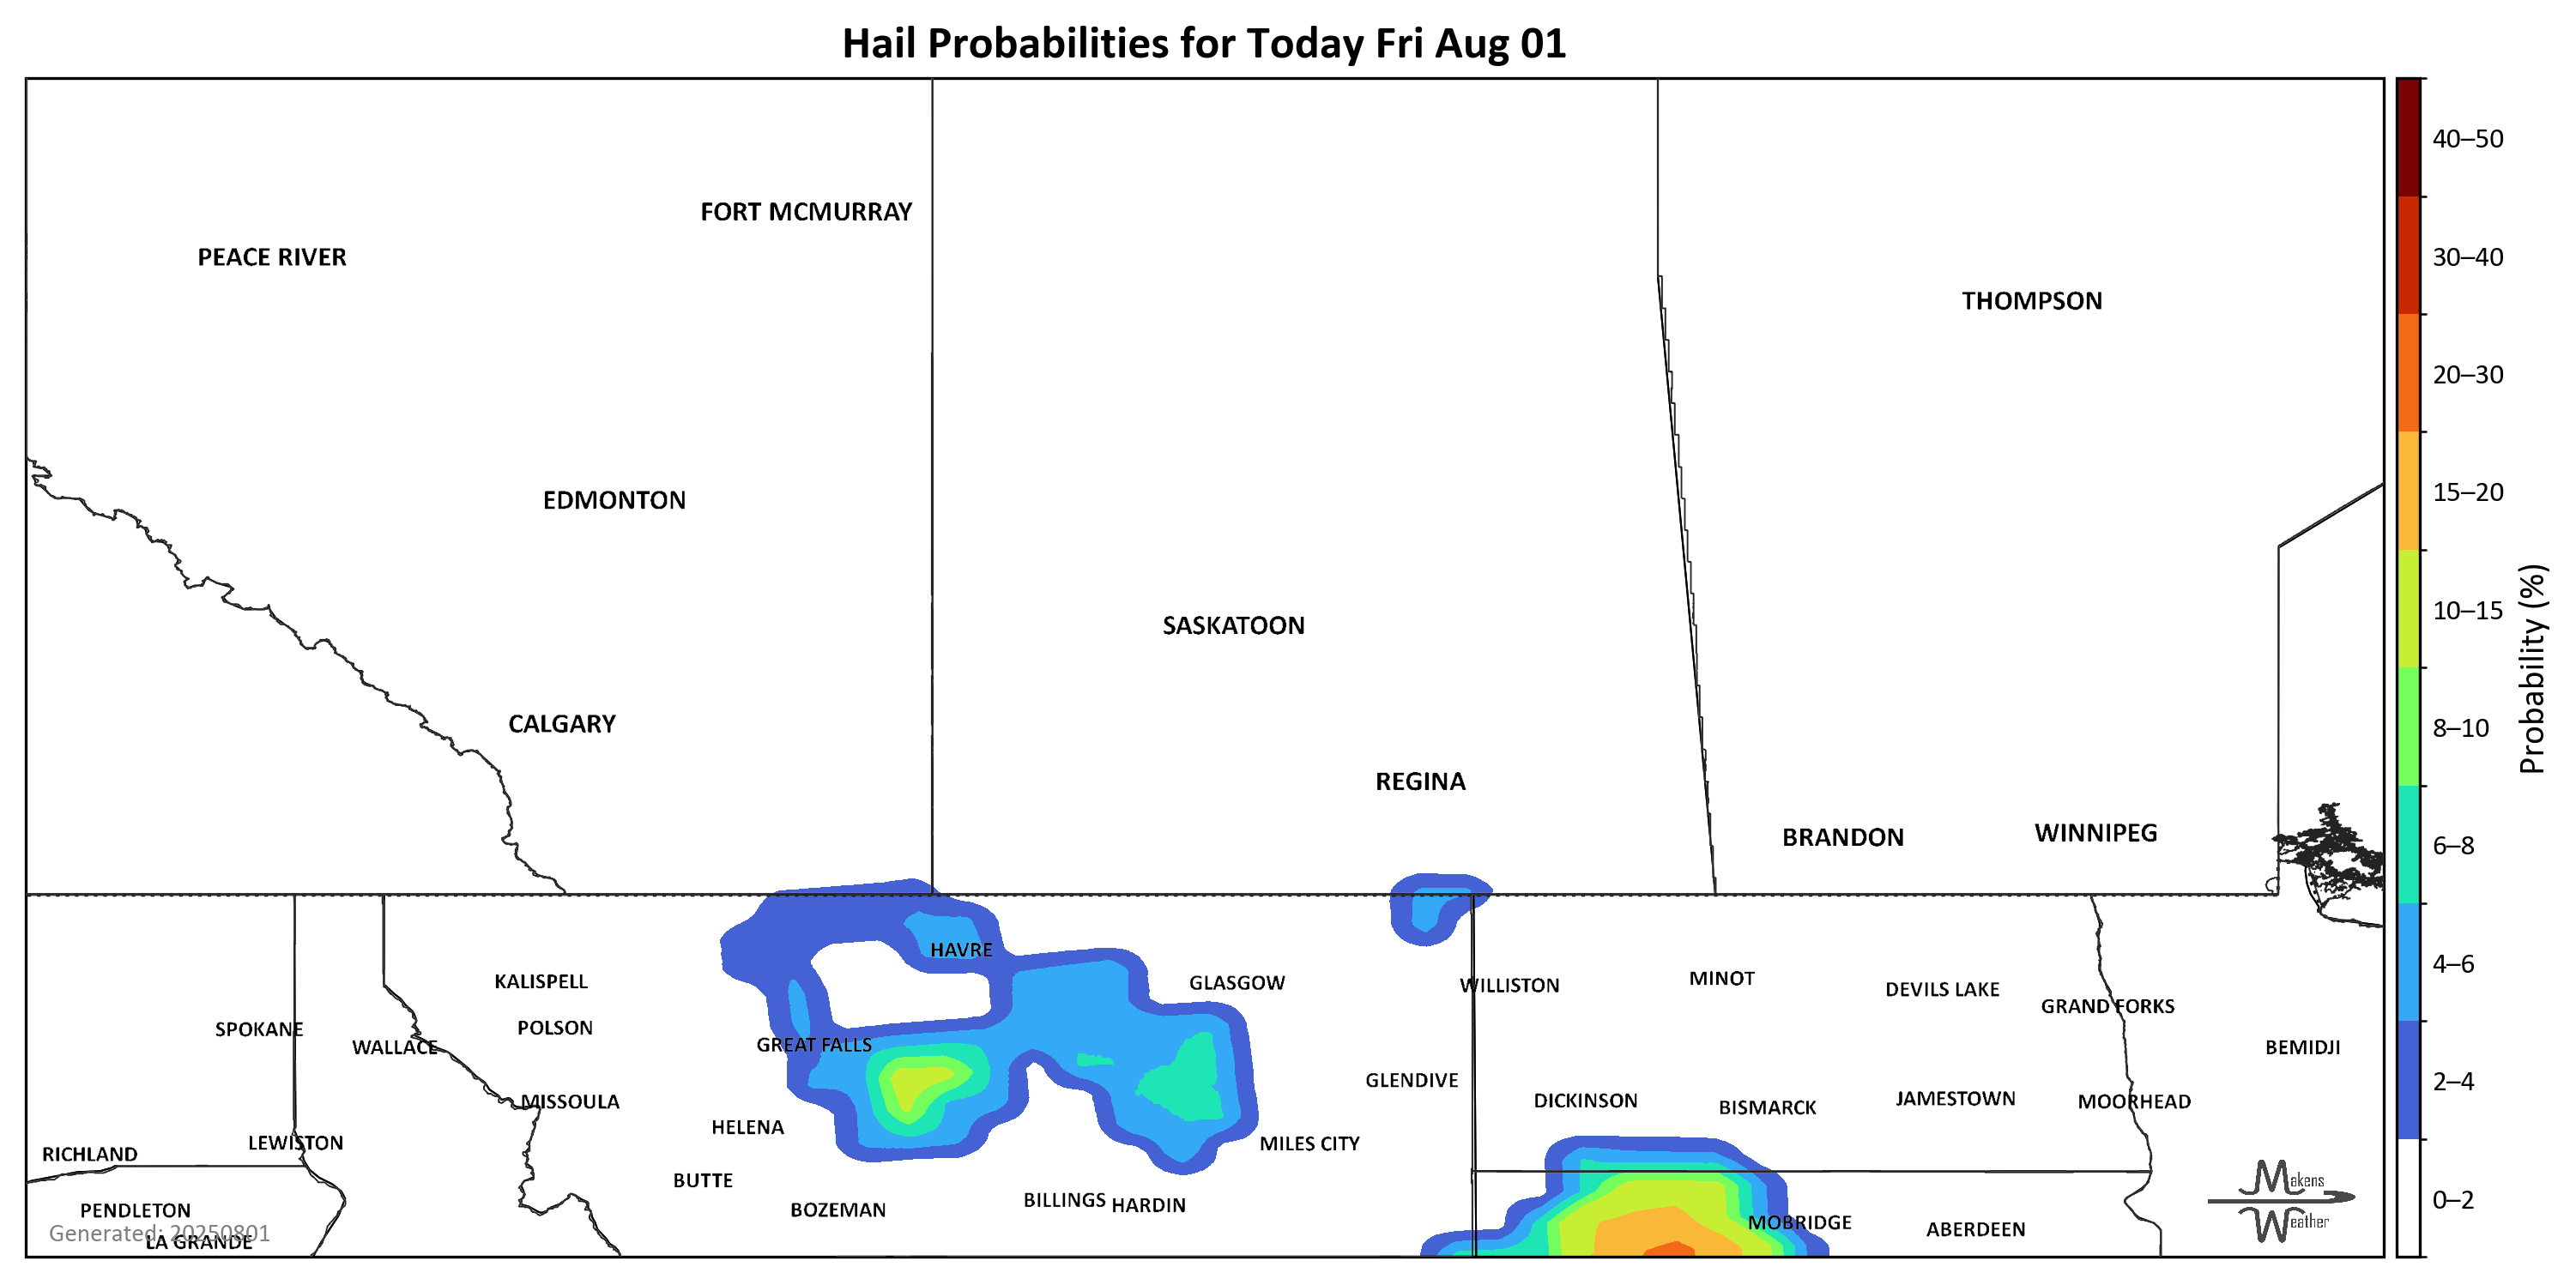 Hail Probabilities for Today Fri Aug 01
FORT MCMURRAY
PEACE RIVER
THOMPSON
EDMONTON
SASKATOON
CALGARY
REGINA
BRANDON
WINNIPEG
HAVRE
KALISPELL
GLASGOW
WILLISTON
MINOT
DEVILS LAKE
GRAND FORKS
SPOKANE
POLSON
WALLACE
GREAT FALLS
BEMIDJI
GLENDIVE
MISSOULA
DICKINSON
BISMARCK
JAMESTOWN
MOORHEAD
HELENA
LEWISTON
MILES CITY
RICHLAND
BUTTE
BILLINGS
HARDIN
PENDLETON
BOZEMAN
MOBRIDGE
ABERDEEN
Generated: 20250801
LA GRANDE
Makens
Weather
40–50
30–40
20–30
15–20
10–15
8–10
6–8
4–6
2–4
0–2
Probability (%)